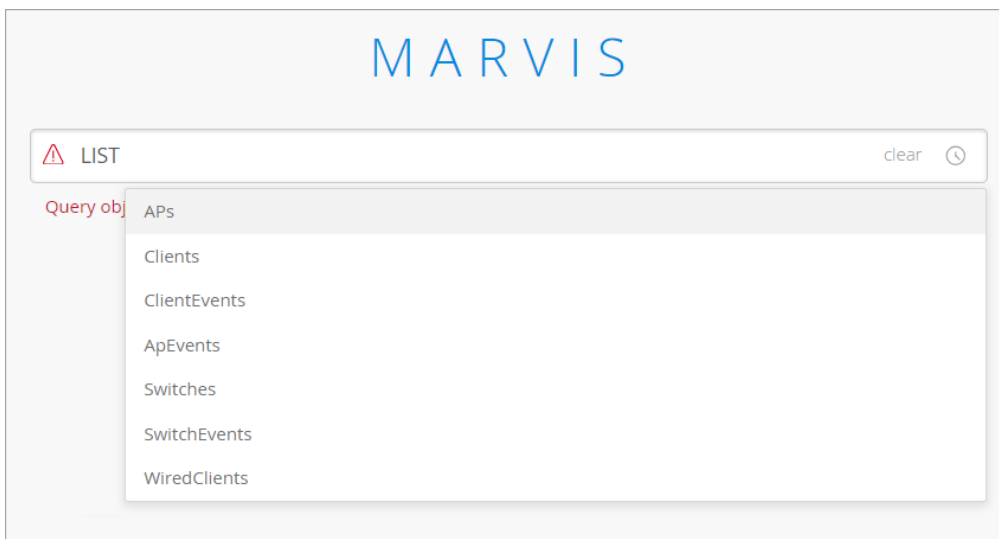 MARVIS
LIST clear
Query obj
APs
Clients
ClientEvents
ApEvents
Switches
SwitchEvents
WiredClients